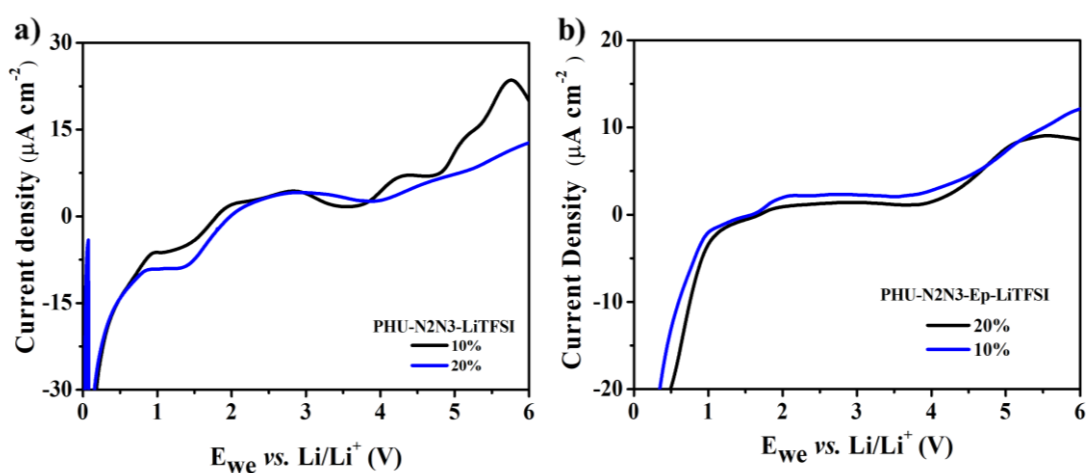 a)
30
15
0
-15
-30
Current density (μA cm⁻²)
PHU-N2N3-LiTFSI
10%
20%
0 1 2 3 4 5 6
E_we vs. Li/Li⁺ (V)
b)
20
10
0
-10
-20
Current Density (μA cm⁻²)
PHU-N2N3-Ep-LiTFSI
20%
10%
0 1 2 3 4 5 6
E_we vs. Li/Li⁺ (V)